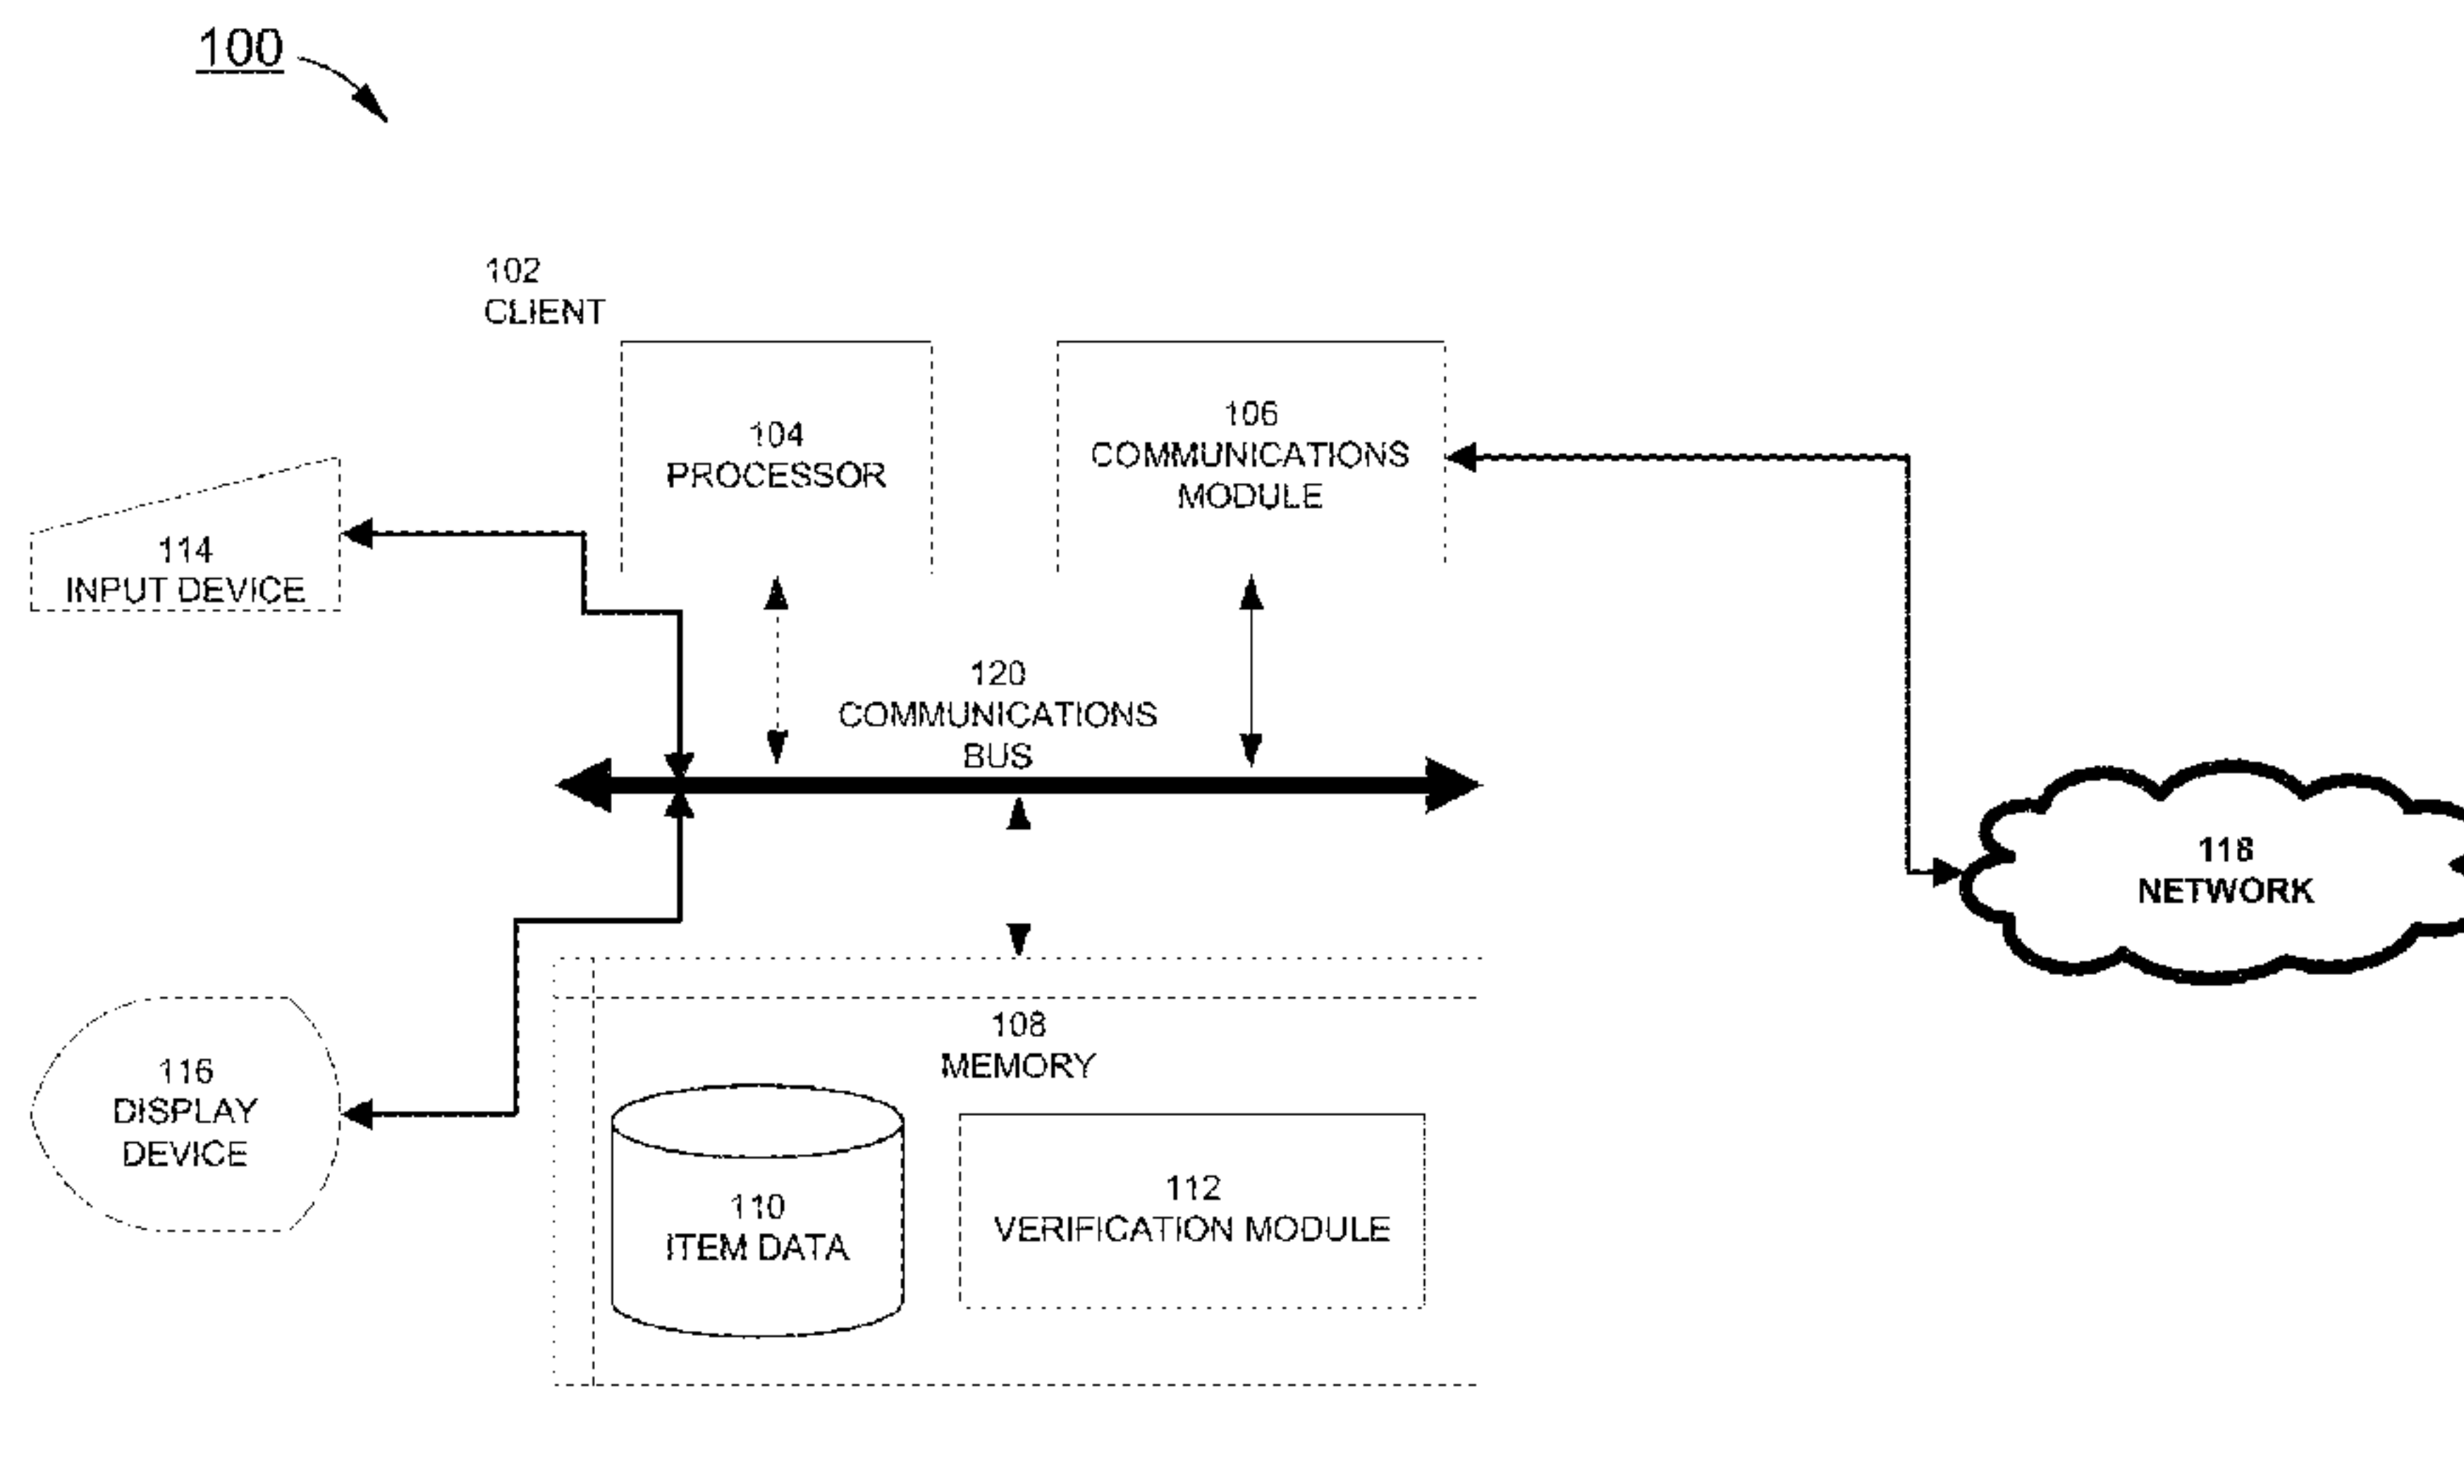 100
102
CLIENT
104
PROCESSOR
106
COMMUNICATIONS
MODULE
114
INPUT DEVICE
120
COMMUNICATIONS
BUS
118
NETWORK
108
MEMORY
116
DISPLAY
DEVICE
110
ITEM DATA
112
VERIFICATION MODULE